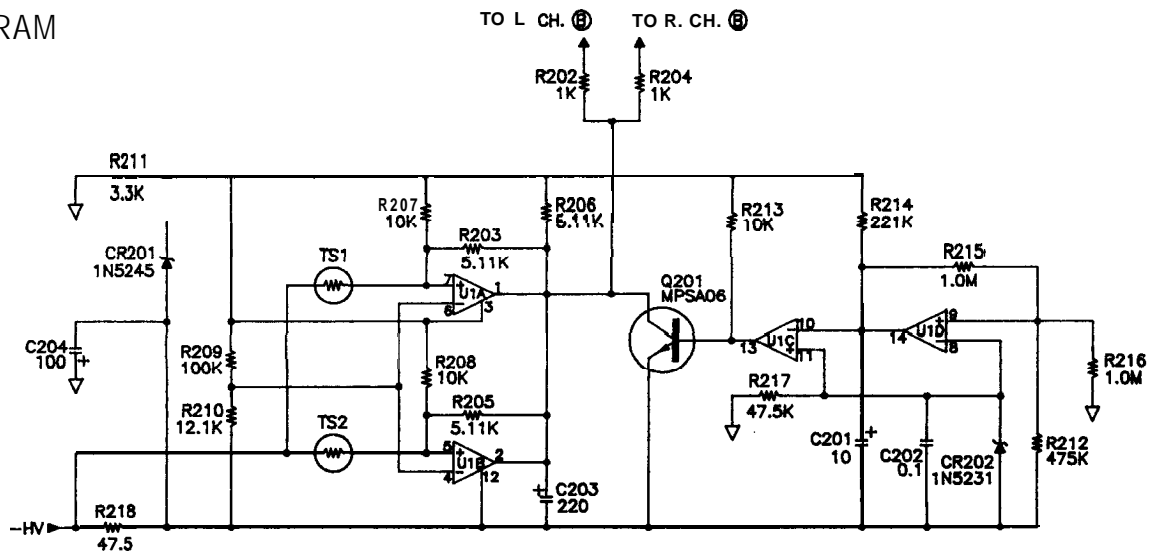 RAM
TO L CH. Ⓑ
TO R. CH. Ⓑ
R202
1K
R204
1K
R211
3.3K
R207
10K
R206
5.11K
R213
10K
R214
221K
CR201
1N5245
TS1
R203
5.11K
R215
1.0M
Q201
MPSA06
7
+
U1A
1
6
-
3
9
+
U1D
14
8
-
10
-
U1C
13
11
+
C204
100
+
R209
100K
R208
10K
R216
1.0M
R210
12.1K
TS2
R205
5.11K
R217
47.5K
5
+
U1B
2
4
-
12
C201
10
+
C202
0.1
CR202
1N5231
R212
475K
+
C203
220
-HV
R218
47.5